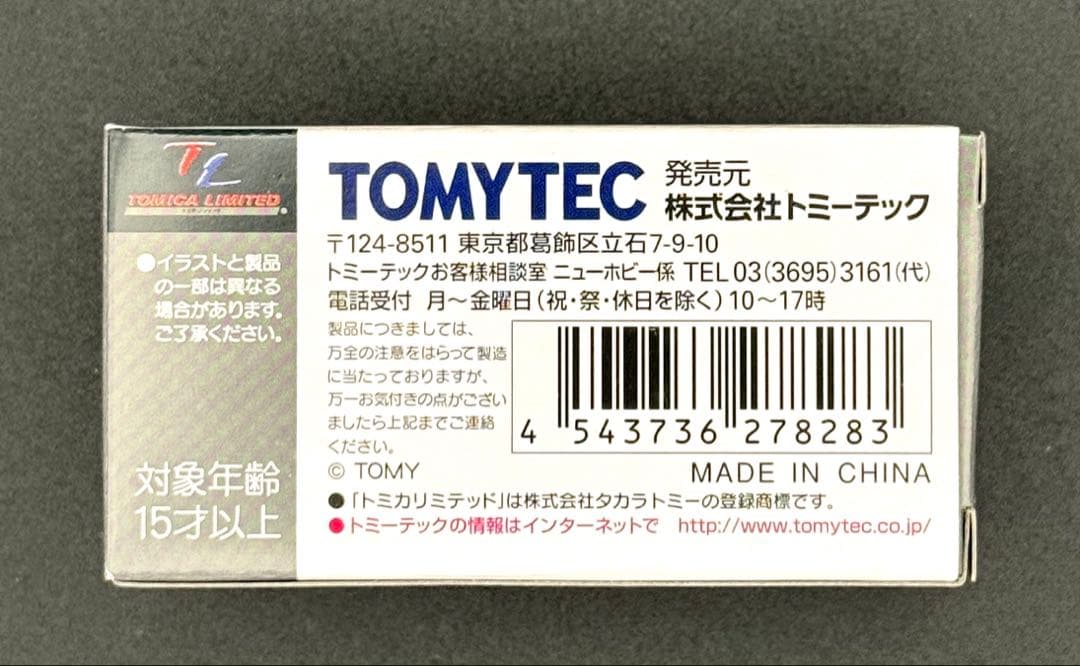 TL
TOMICA LIMITED
●イラストと製品
の一部は異なる
場合があります。
ご了承ください。
対象年齢
15才以上
TOMYTEC 発売元
株式会社トミーテック
〒124-8511 東京都葛飾区立石7-9-10
トミーテックお客様相談室 ニューホビー係 TEL 03(3695)3161(代)
電話受付 月〜金曜日(祝・祭・休日を除く)10〜17時
製品につきましては、
万全の注意をはらって製造
に当たっておりますが、
万一お気付きの点がござい
ましたら上記までご連絡
ください。
4 543736 278283
© TOMY MADE IN CHINA
●「トミカリミテッド」は株式会社タカラトミーの登録商標です。
●トミーテックの情報はインターネットで http://www.tomytec.co.jp/